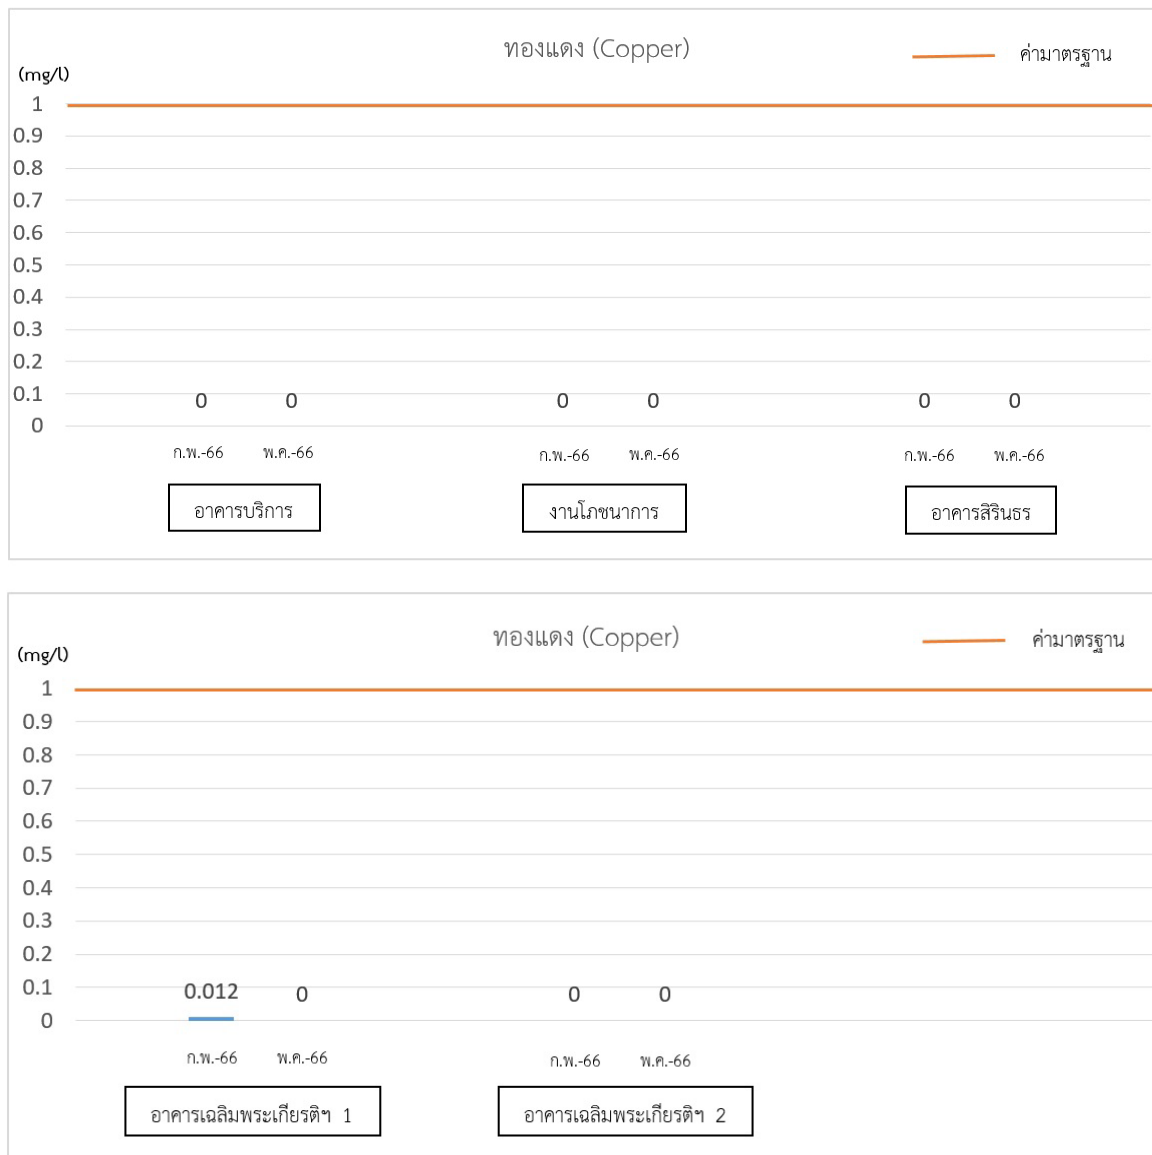 ทองแดง (Copper)
ค่ามาตรฐาน
(mg/l)
1
0.9
0.8
0.7
0.6
0.5
0.4
0.3
0.2
0.1
0
0 0 0 0 0 0
ก.พ.-66 พ.ค.-66 ก.พ.-66 พ.ค.-66 ก.พ.-66 พ.ค.-66
อาคารบริการ งานโภชนาการ อาคารสิรินธร
ทองแดง (Copper)
ค่ามาตรฐาน
(mg/l)
1
0.9
0.8
0.7
0.6
0.5
0.4
0.3
0.2
0.1
0
0.012 0 0 0
ก.พ.-66 พ.ค.-66 ก.พ.-66 พ.ค.-66
อาคารเฉลิมพระเกียรติฯ 1 อาคารเฉลิมพระเกียรติฯ 2